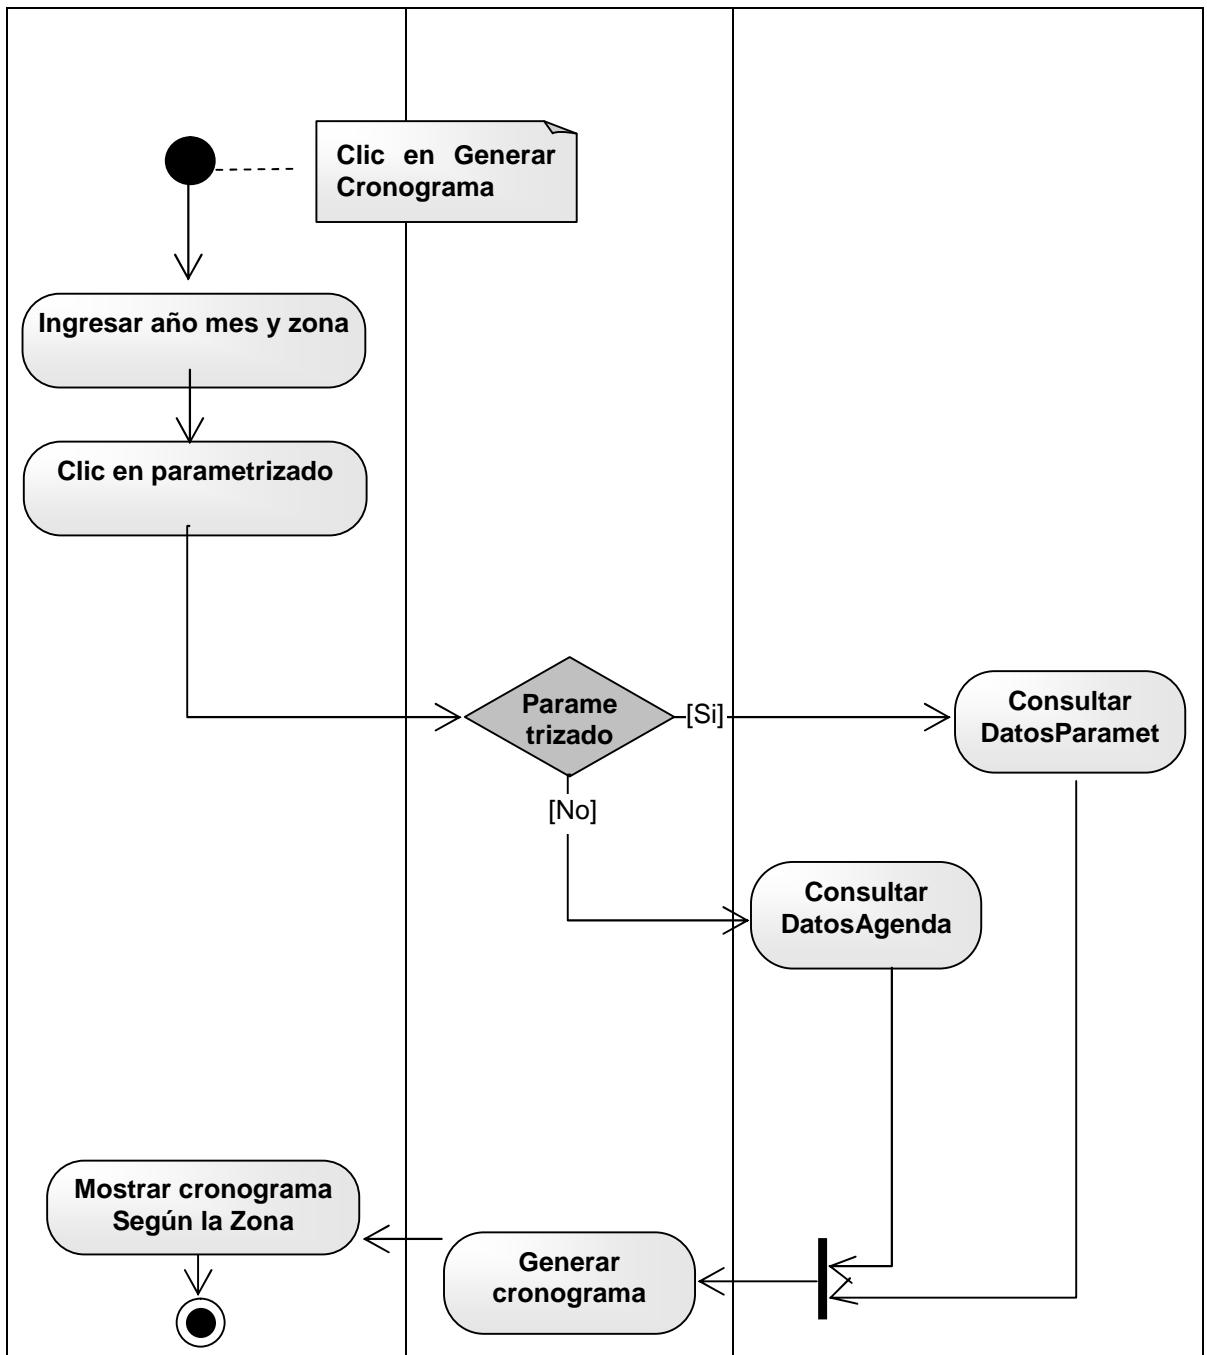 Clic en Generar
Cronograma
Ingresar año mes y zona
Clic en parametrizado
Parame
trizado
[Si]
Consultar
DatosParamet
[No]
Consultar
DatosAgenda
Mostrar cronograma
Según la Zona
Generar
cronograma